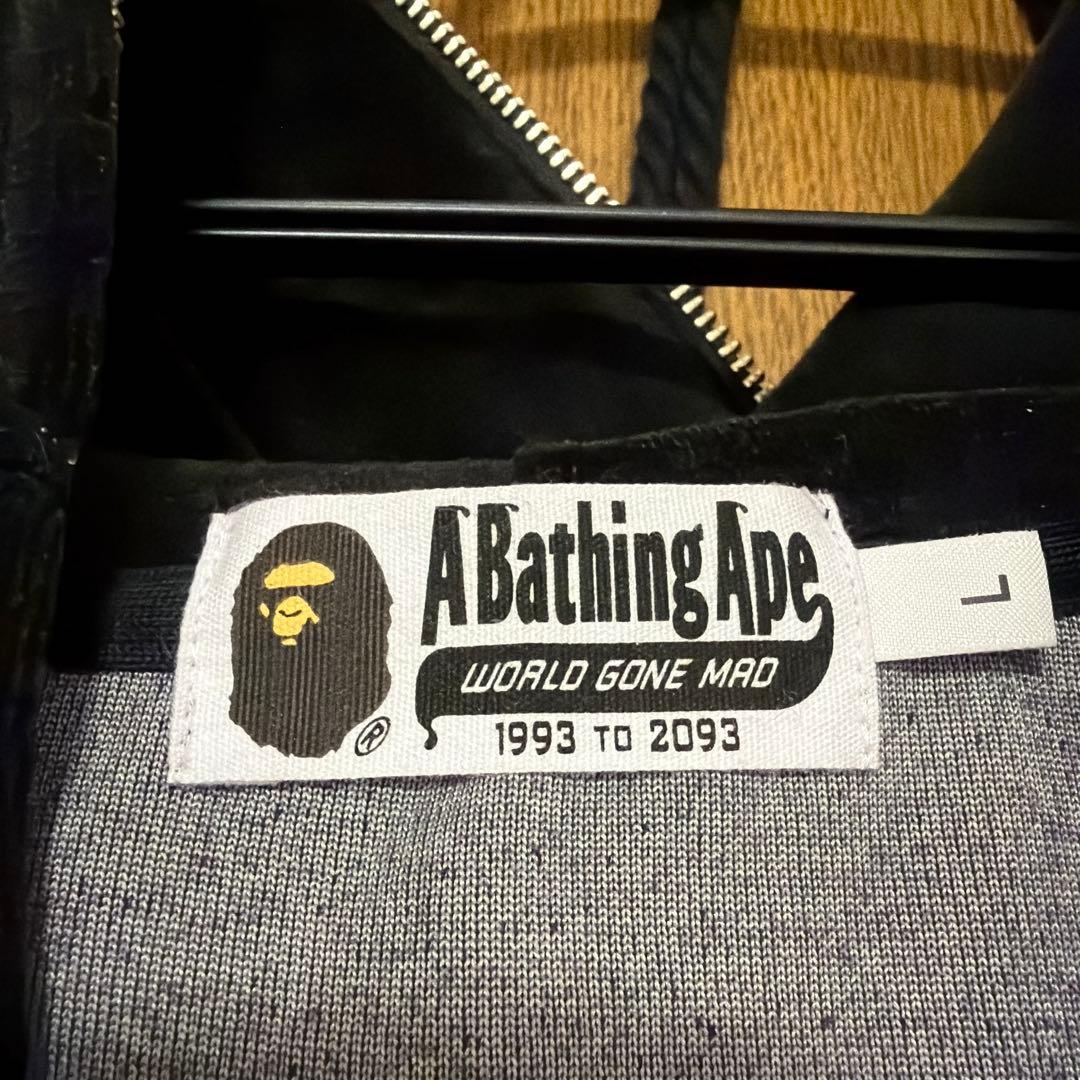 A Bathing Ape
WORLD GONE MAD
1993 TO 2093
®
L